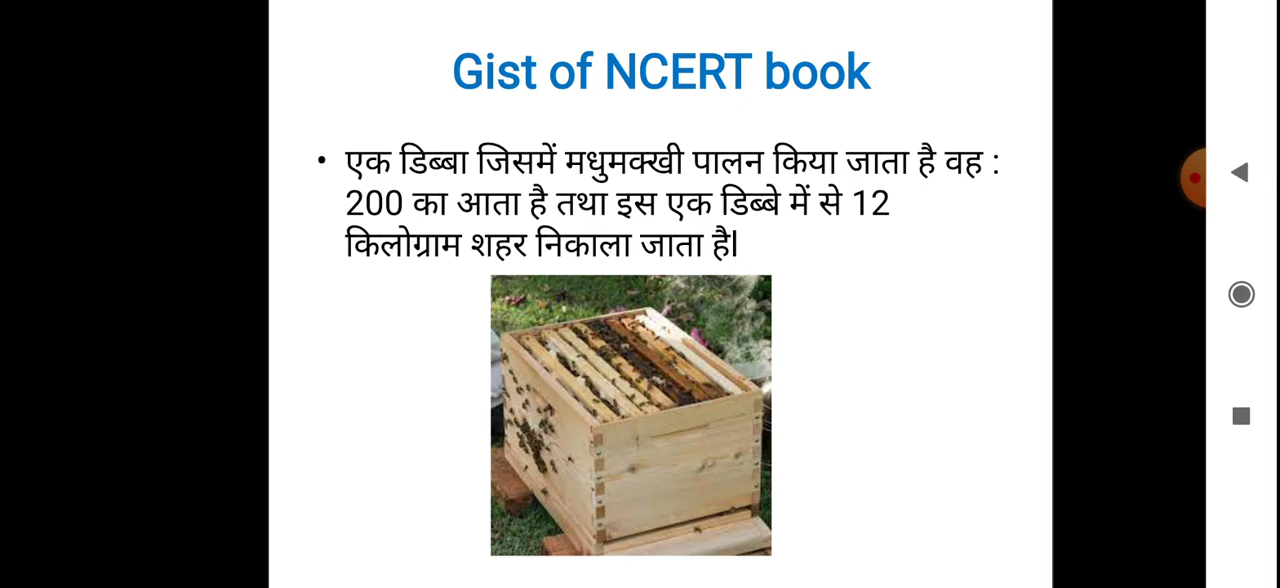 Gist of NCERT book
• एक डिब्बा जिसमें मधुमक्खी पालन किया जाता है वह :
200 का आता है तथा इस एक डिब्बे में से 12
किलोग्राम शहर निकाला जाता हैl